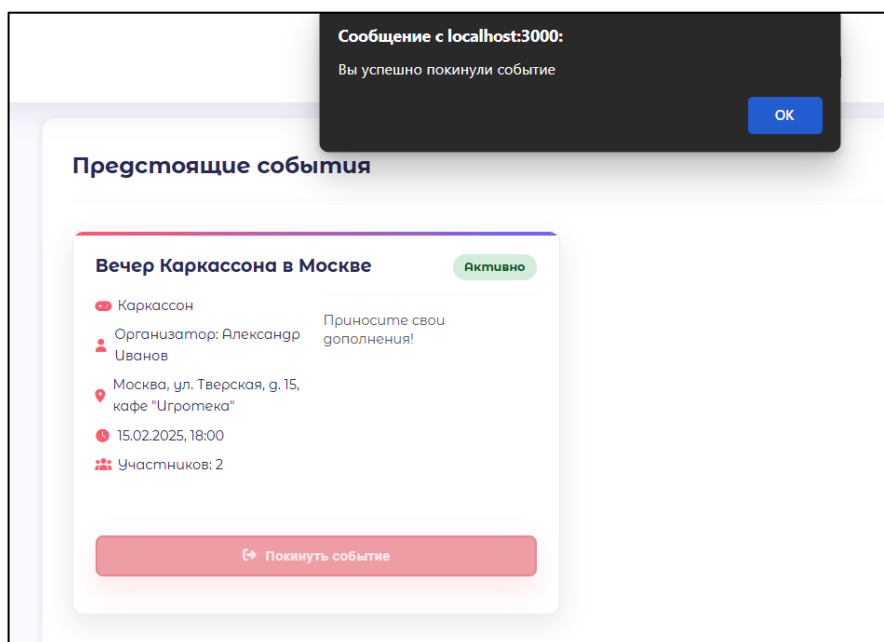 Сообщение с localhost:3000:
Вы успешно покинули событие
ОК
Предстоящие события
Вечер Каркассона в Москве
Активно
Каркассон
Организатор: Александр
Иванов
Москва, ул. Тверская, д. 15,
кафе "Игротека"
15.02.2025, 18:00
Участников: 2
Приносите свои
дополнения!
Покинуть событие